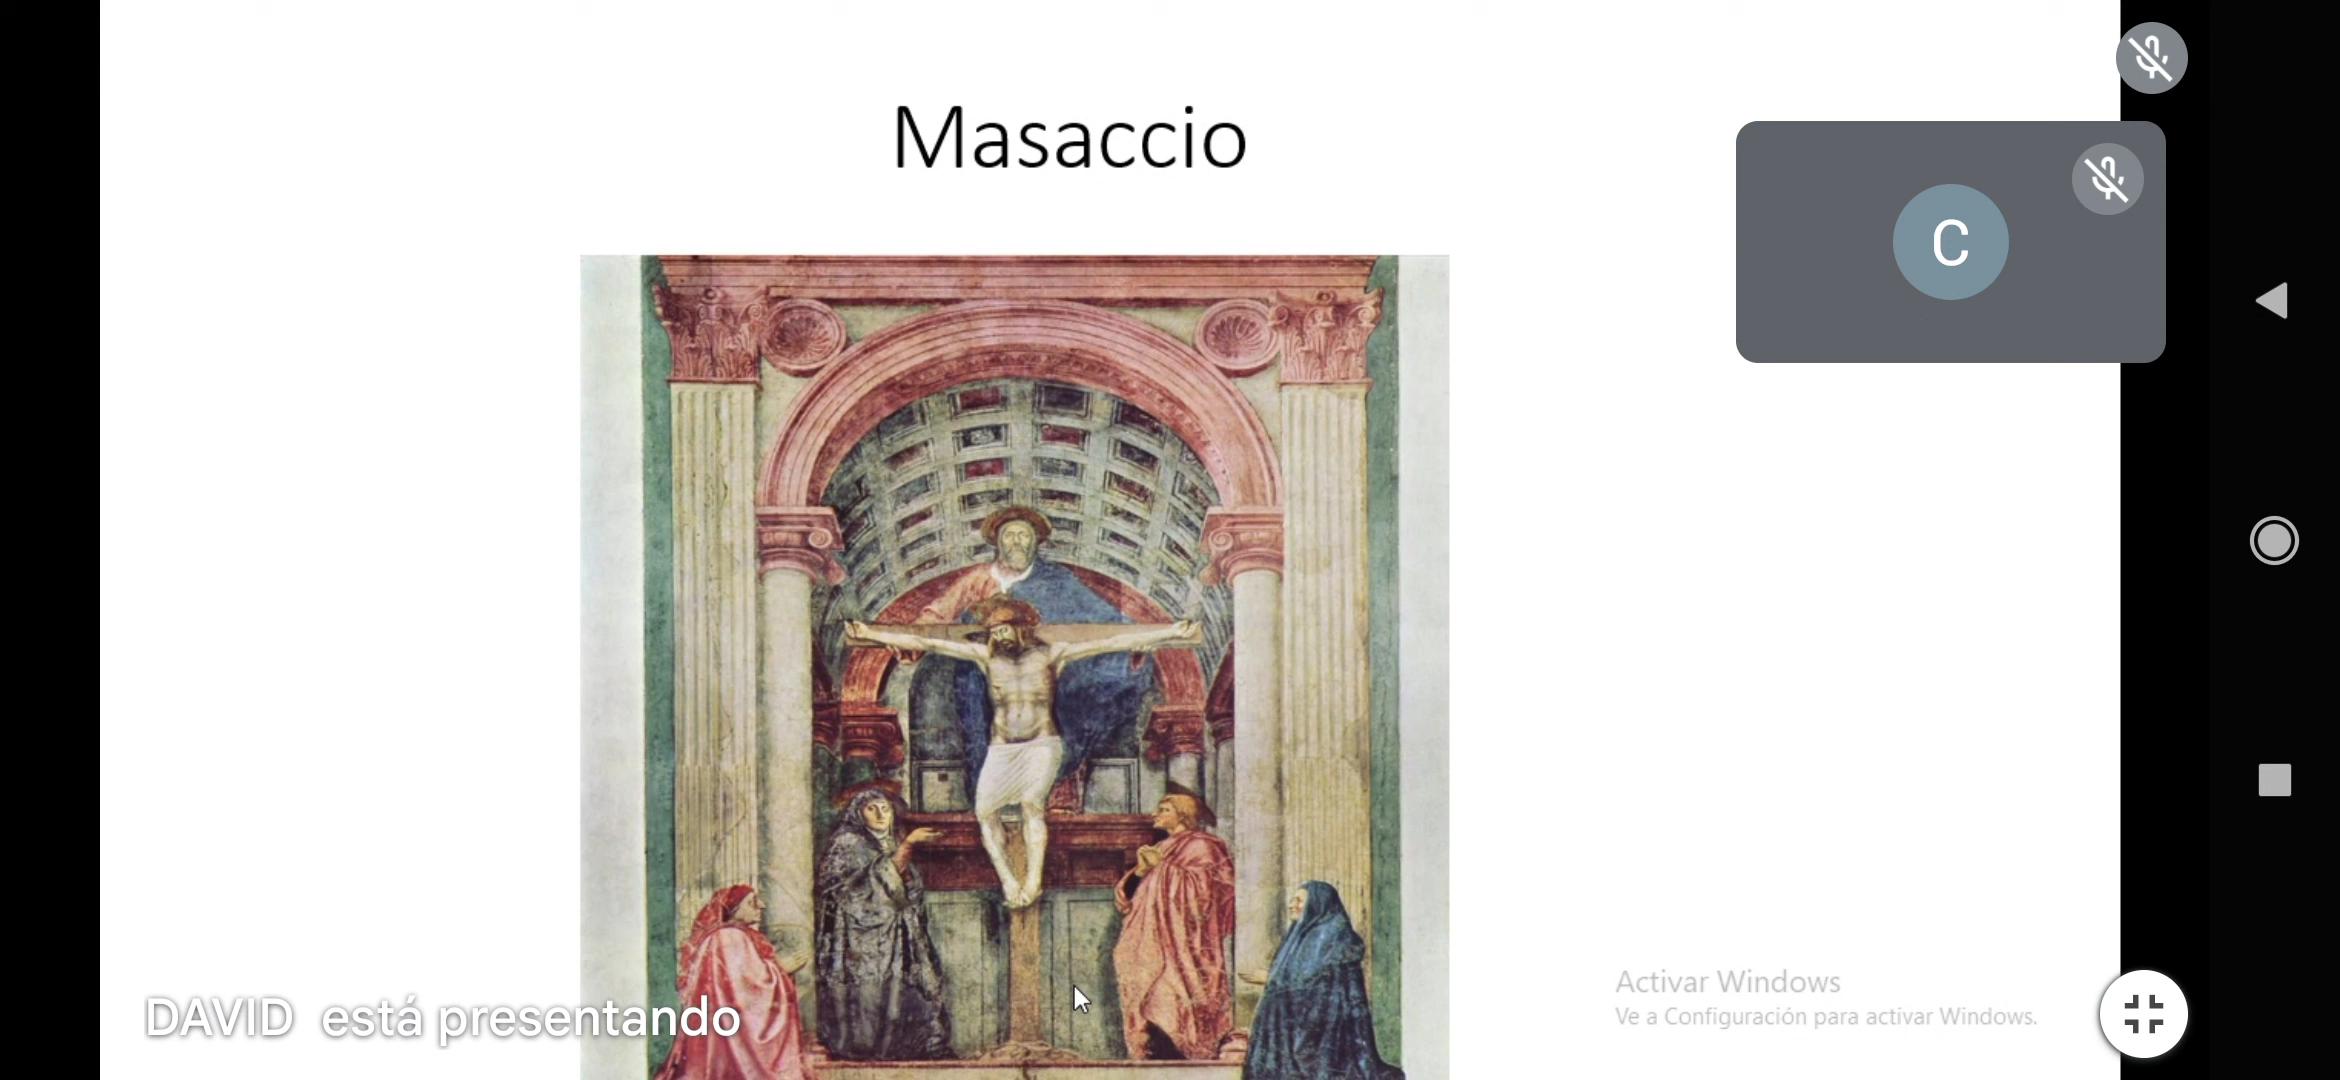 Masaccio
C
DAVID está presentando
Activar Windows
Ve a Configuración para activar Windows.